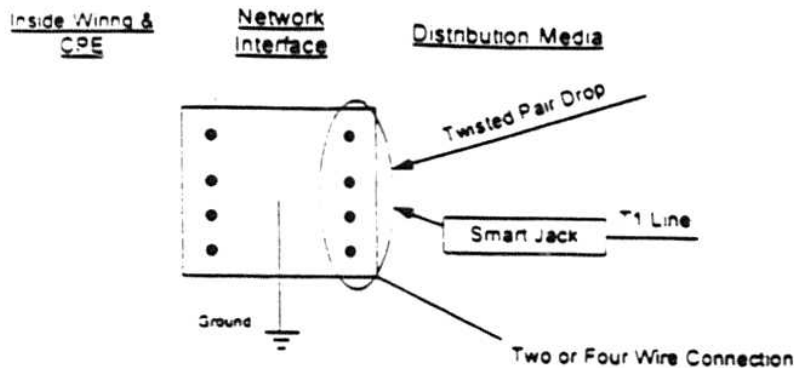 Inside Wiring &
CPE
Network
Interface
Distribution Media
Twisted Pair Drop
T1 Line
Smart Jack
Ground
Two or Four Wire Connection